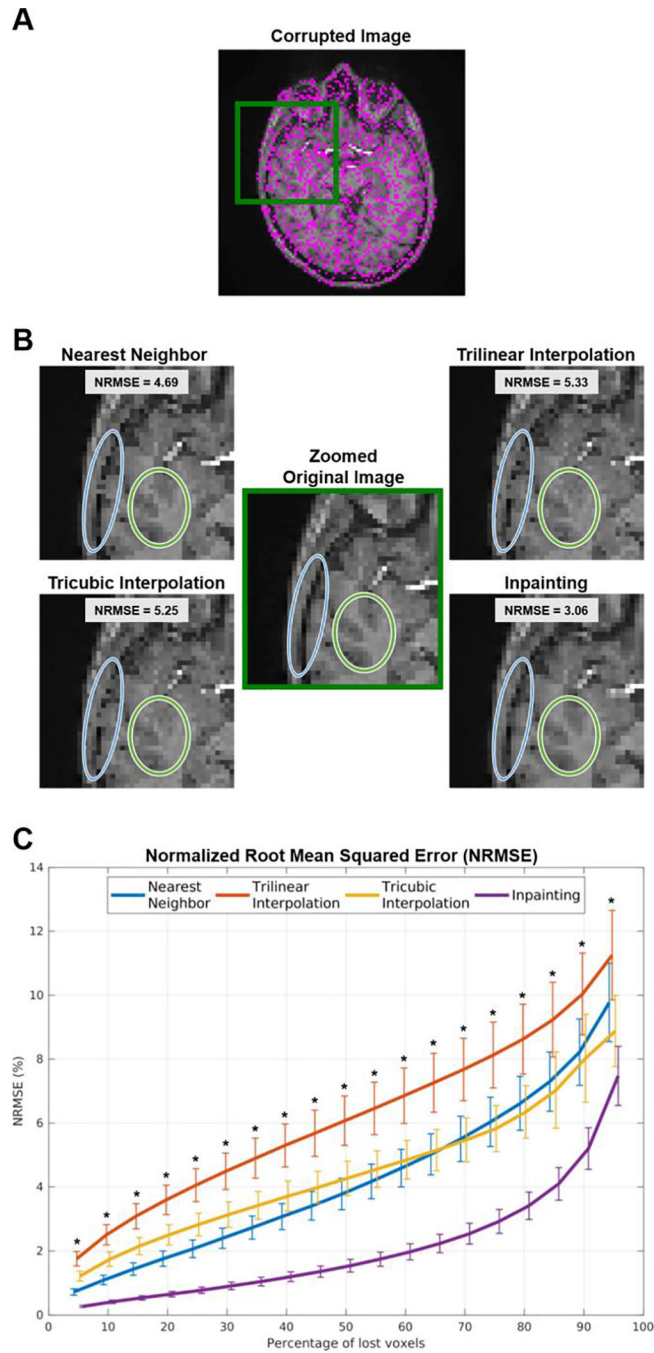 A
Corrupted Image
B
Nearest Neighbor
NRMSE = 4.69
Trilinear Interpolation
NRMSE = 5.33
Zoomed
Original Image
Tricubic Interpolation
NRMSE = 5.25
Inpainting
NRMSE = 3.06
C
Normalized Root Mean Squared Error (NRMSE)
Nearest
Neighbor
Trilinear
Interpolation
Tricubic
Interpolation
Inpainting
* * * * * * * * * * * * * * * * * * *
NRMSE (%)
14
12
10
8
6
4
2
0
0 10 20 30 40 50 60 70 80 90 100
Percentage of lost voxels